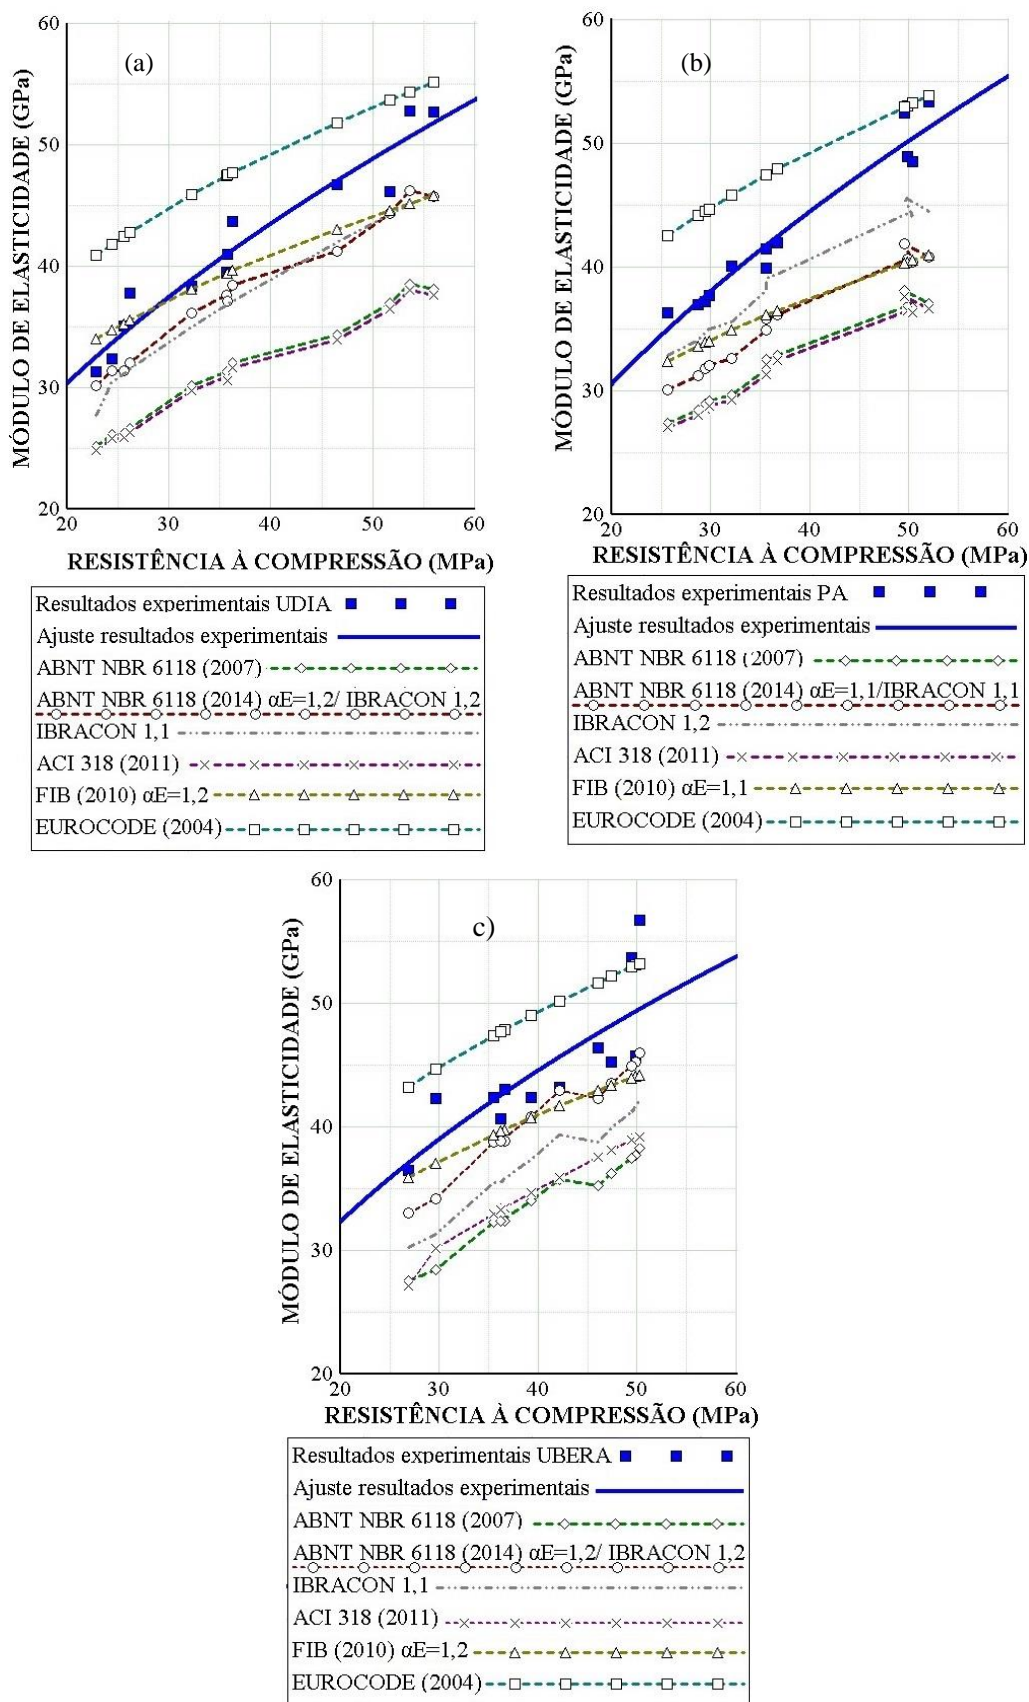 (a)
MÓDULO DE ELASTICIDADE (GPa)
60
50
40
30
20
20 30 40 50 60
RESISTÊNCIA À COMPRESSÃO (MPa)
Resultados experimentais UDIA
Ajuste resultados experimentais
ABNT NBR 6118 (2007)
ABNT NBR 6118 (2014) αE=1,2/ IBRACON 1,2
IBRACON 1,1
ACI 318 (2011)
FIB (2010) αE=1,2
EUROCODE (2004)
(b)
MÓDULO DE ELASTICIDADE (GPa)
60
50
40
30
20
20 30 40 50 60
RESISTÊNCIA À COMPRESSÃO (MPa)
Resultados experimentais PA
Ajuste resultados experimentais
ABNT NBR 6118 (2007)
ABNT NBR 6118 (2014) αE=1,1/IBRACON 1,1
IBRACON 1,2
ACI 318 (2011)
FIB (2010) αE=1,1
EUROCODE (2004)
c)
MÓDULO DE ELASTICIDADE (GPa)
60
50
40
30
20
20 30 40 50 60
RESISTÊNCIA À COMPRESSÃO (MPa)
Resultados experimentais UBERA
Ajuste resultados experimentais
ABNT NBR 6118 (2007)
ABNT NBR 6118 (2014) αE=1,2/ IBRACON 1,2
IBRACON 1,1
ACI 318 (2011)
FIB (2010) αE=1,2
EUROCODE (2004)